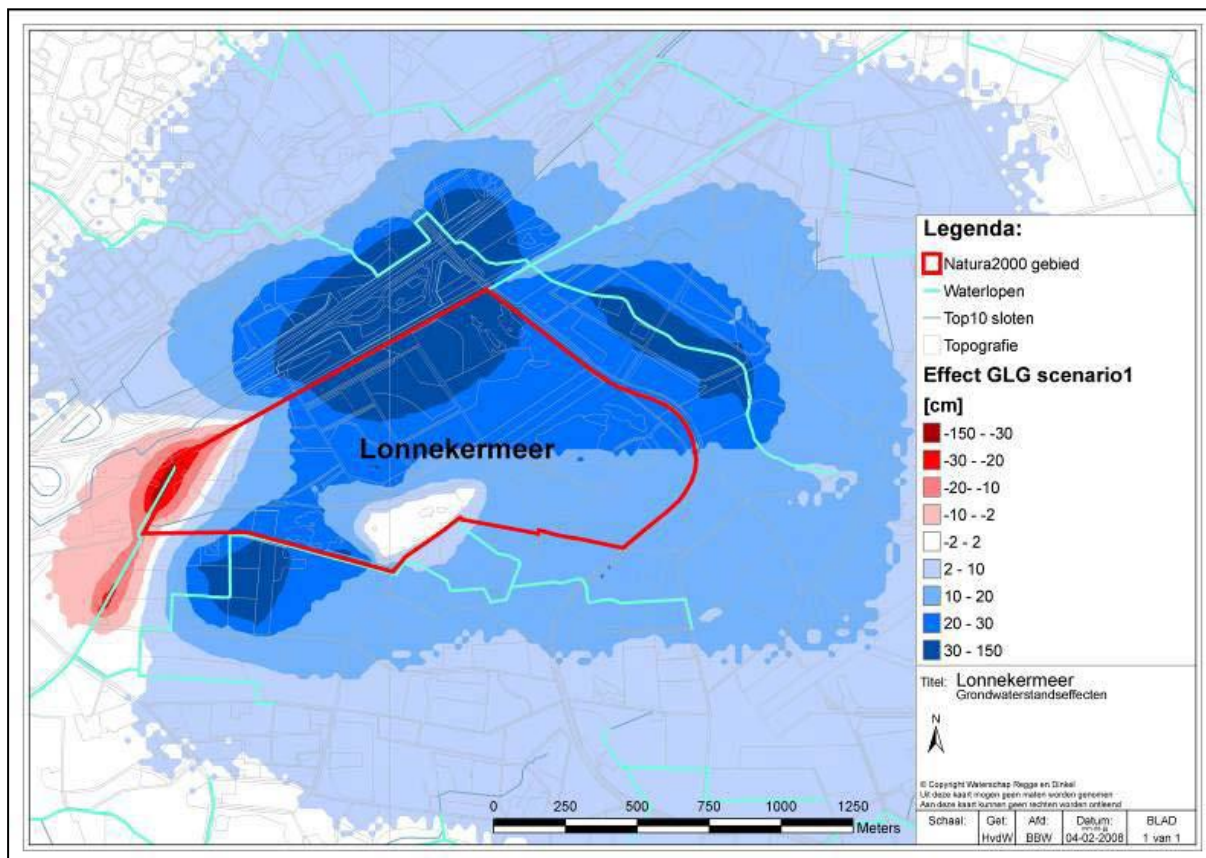 Lonnekermeer
Legenda:
Natura2000 gebied
Waterlopen
Top10 sloten
Topografie
Effect GLG scenario1
[cm]
-150 - -30
-30 - -20
-20- -10
-10 - -2
-2 - 2
2 - 10
10 - 20
20 - 30
30 - 150
Titel: Lonnekermeer
Grondwaterstandseffecten
N
© Copyright Waterschap Regge en Dinkel
Uit deze kaart mogen geen maten worden genomen
Aan deze kaart kunnen geen rechten worden ontleend
Schaal: Get: Afd: Datum: BLAD
HvdW BBW 04-02-2008 1 van 1
0 250 500 750 1000 1250
Meters